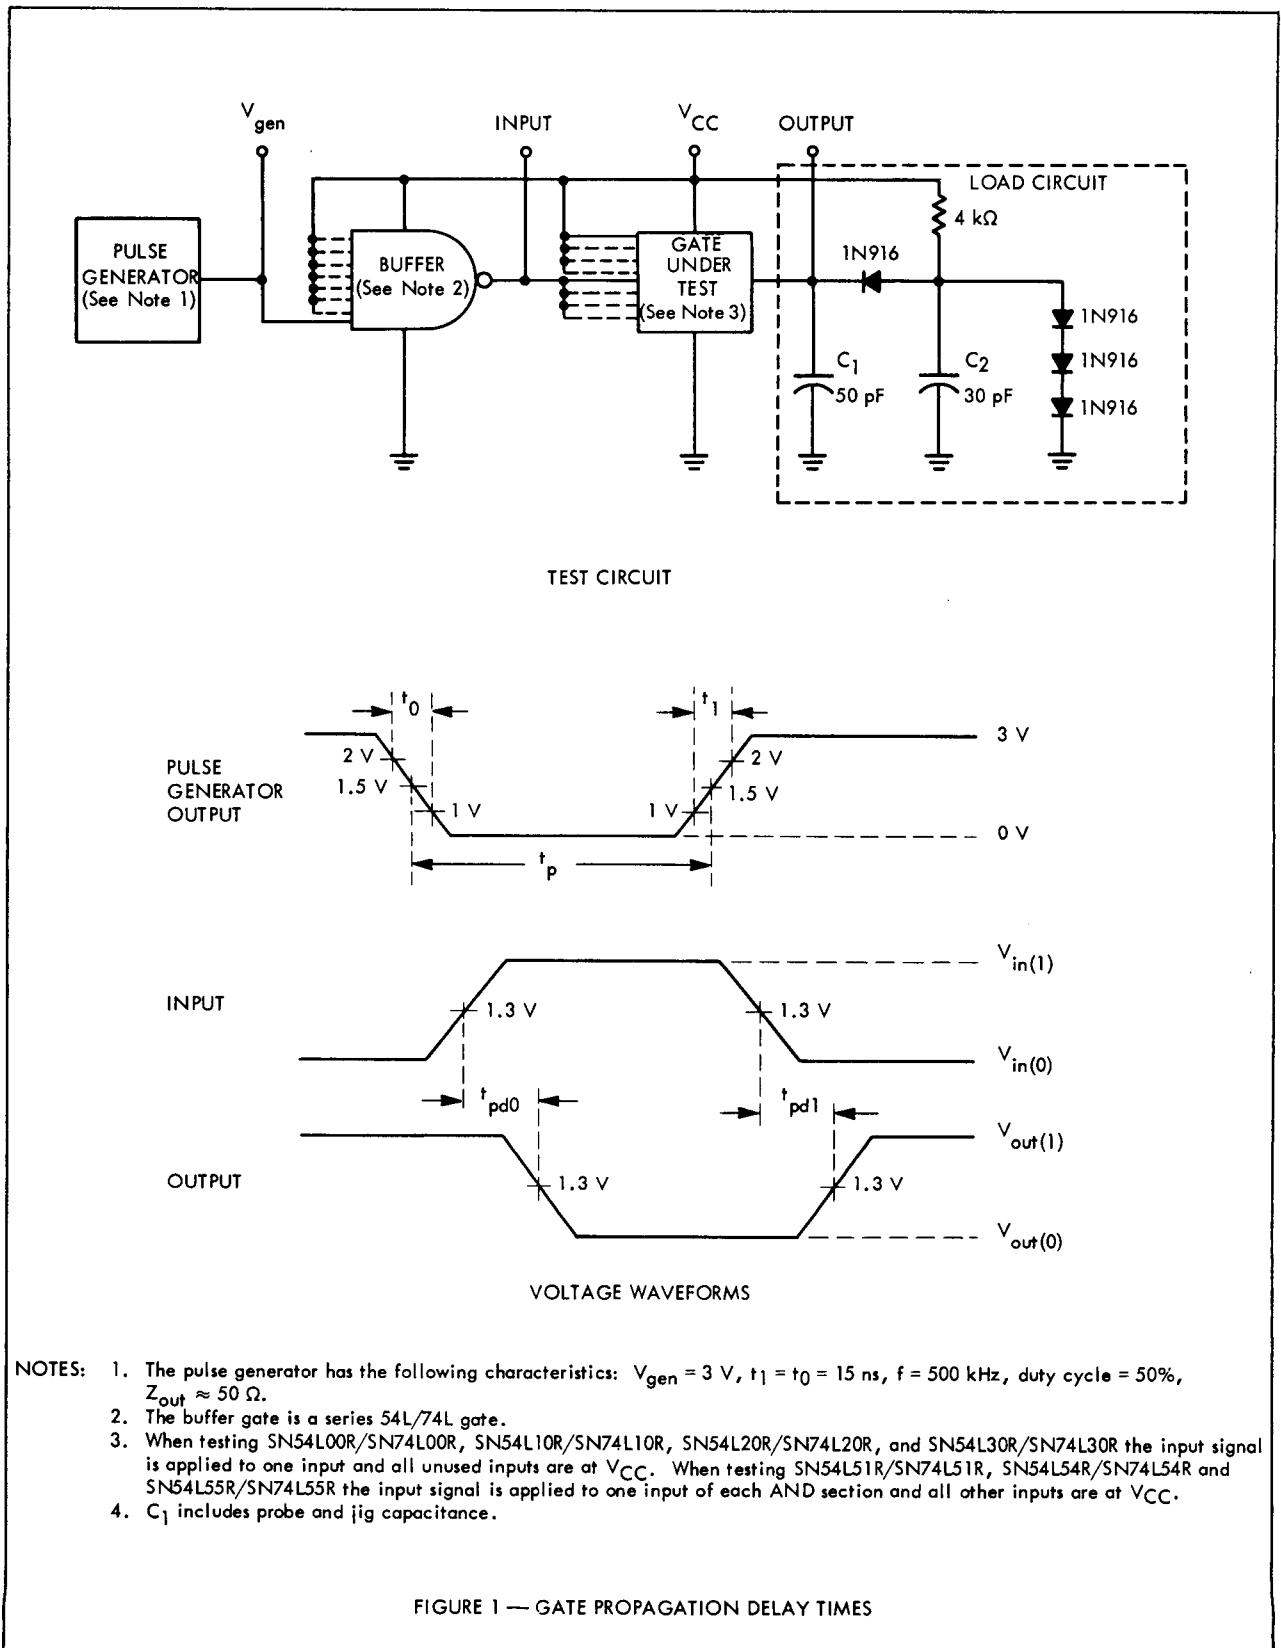 V gen
INPUT
V CC
OUTPUT
LOAD CIRCUIT
4 kΩ
PULSE
GENERATOR
(See Note 1)
BUFFER
(See Note 2)
GATE
UNDER
TEST
(See Note 3)
1N916
1N916
1N916
1N916
C1
50 pF
C2
30 pF
TEST CIRCUIT
t0
t1
3 V
2 V
2 V
PULSE
GENERATOR
OUTPUT
1.5 V
1.5 V
1 V
1 V
0 V
tp
Vin(1)
INPUT
1.3 V
1.3 V
Vin(0)
tpd0
tpd1
Vout(1)
OUTPUT
1.3 V
1.3 V
Vout(0)
VOLTAGE WAVEFORMS
NOTES: 1. The pulse generator has the following characteristics: Vgen = 3 V, t1 = t0 = 15 ns, f = 500 kHz, duty cycle = 50%,
Zout ≈ 50 Ω.
2. The buffer gate is a series 54L/74L gate.
3. When testing SN54L00R/SN74L00R, SN54L10R/SN74L10R, SN54L20R/SN74L20R, and SN54L30R/SN74L30R the input signal
is applied to one input and all unused inputs are at VCC. When testing SN54L51R/SN74L51R, SN54L54R/SN74L54R and
SN54L55R/SN74L55R the input signal is applied to one input of each AND section and all other inputs are at VCC.
4. C1 includes probe and jig capacitance.
FIGURE 1 — GATE PROPAGATION DELAY TIMES